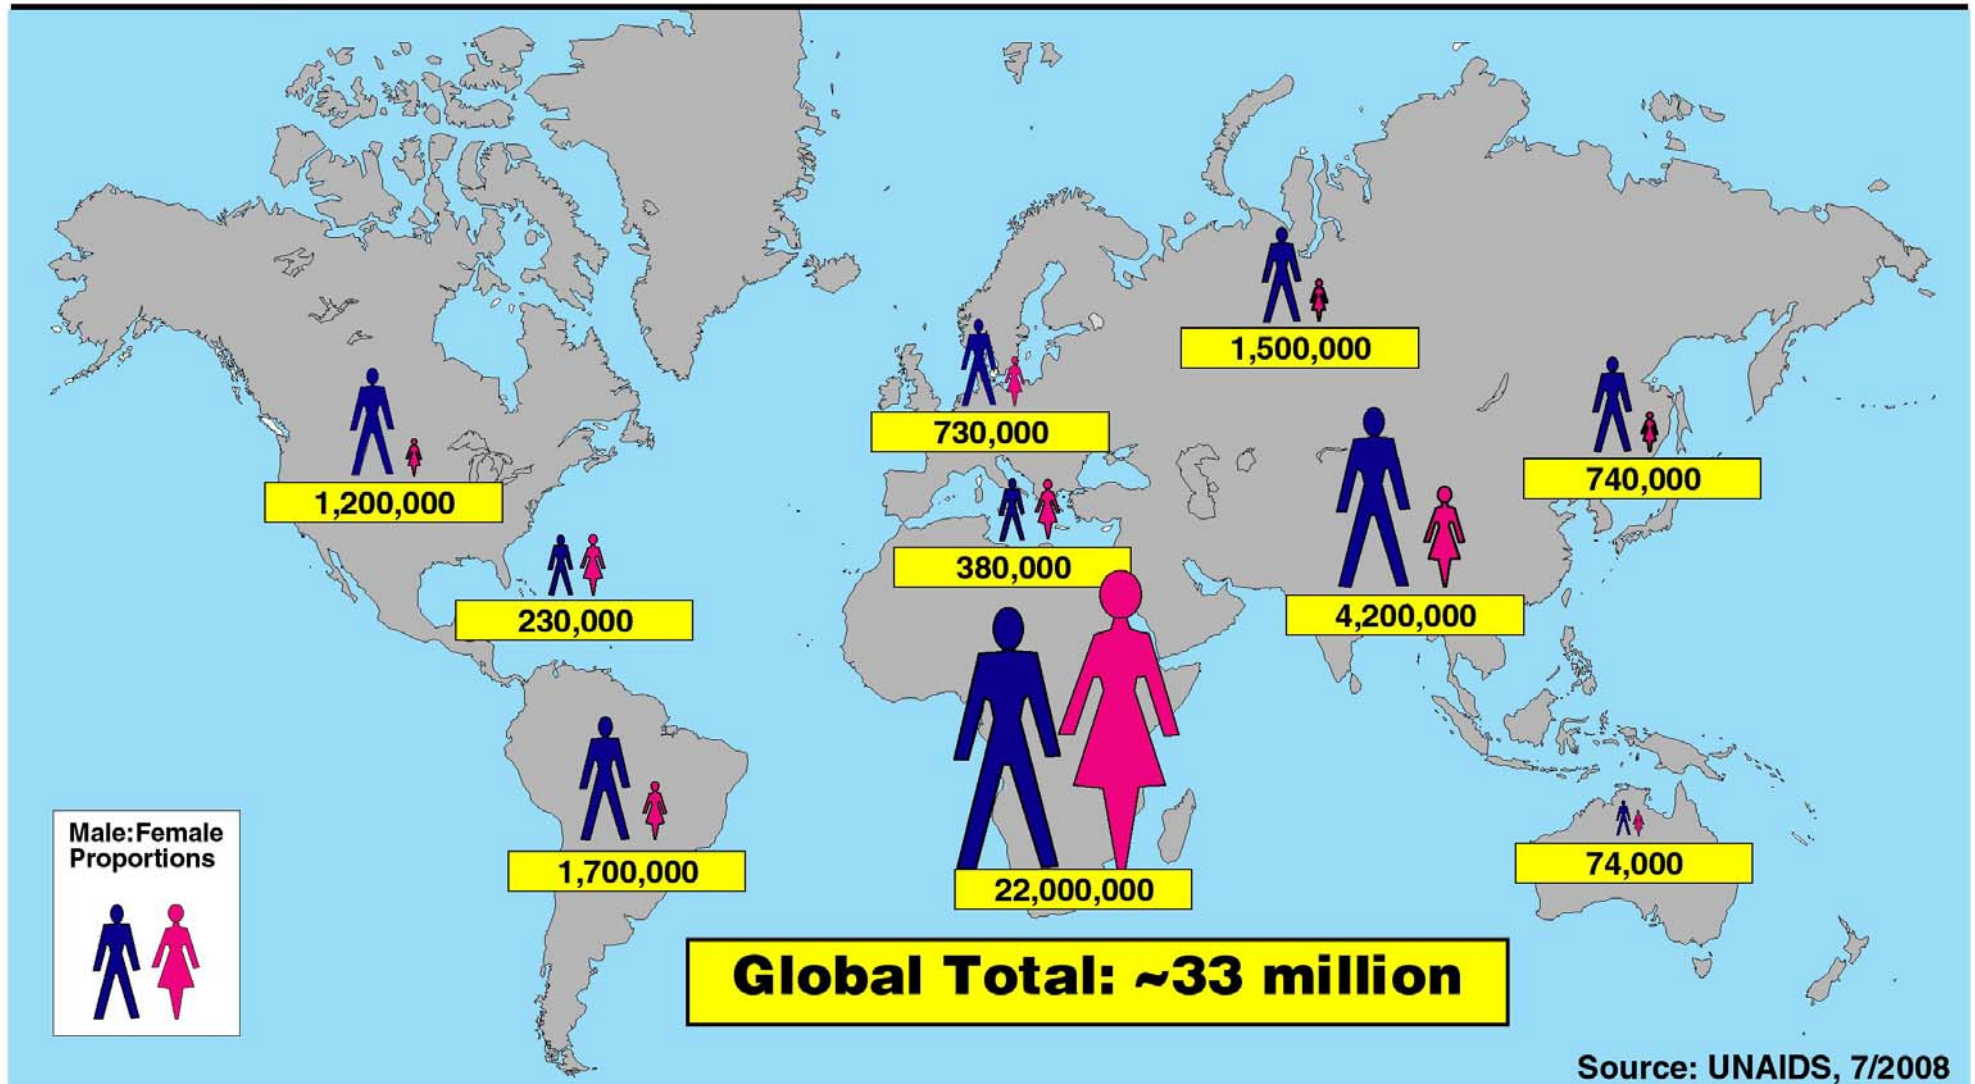 1,500,000
730,000
740,000
1,200,000
380,000
230,000
4,200,000
1,700,000
22,000,000
74,000
Male:Female
Proportions
Global Total: ~33 million
Source: UNAIDS, 7/2008